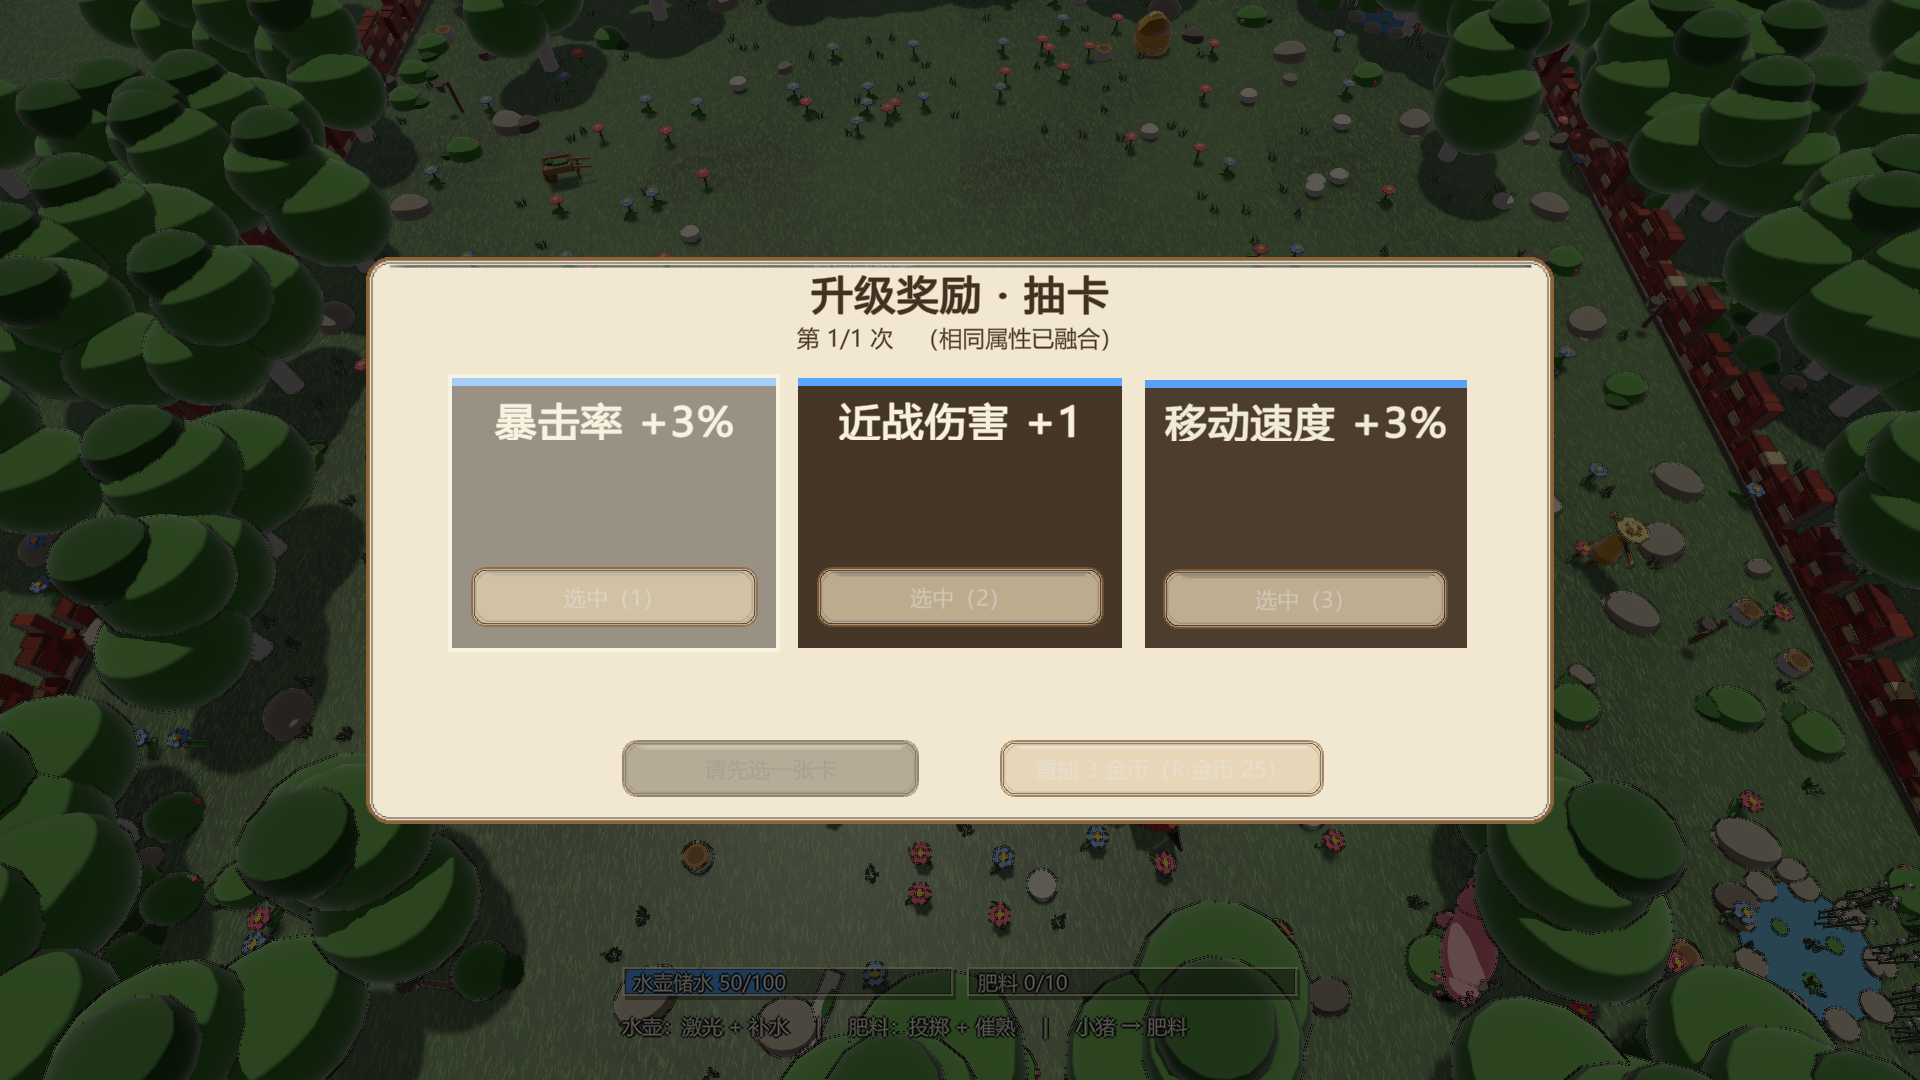 升级奖励 · 抽卡
第 1/1 次 （相同属性已融合）
暴击率 +3%
近战伤害 +1
移动速度 +3%
选中（1）
选中（2）
选中（3）
请先选一张卡
重抽 3 金币（R·金币 25）
水壶储水 50/100
肥料 0/10
水壶：激光 + 补水 | 肥料：投掷 + 催熟 | 小猪 → 肥料